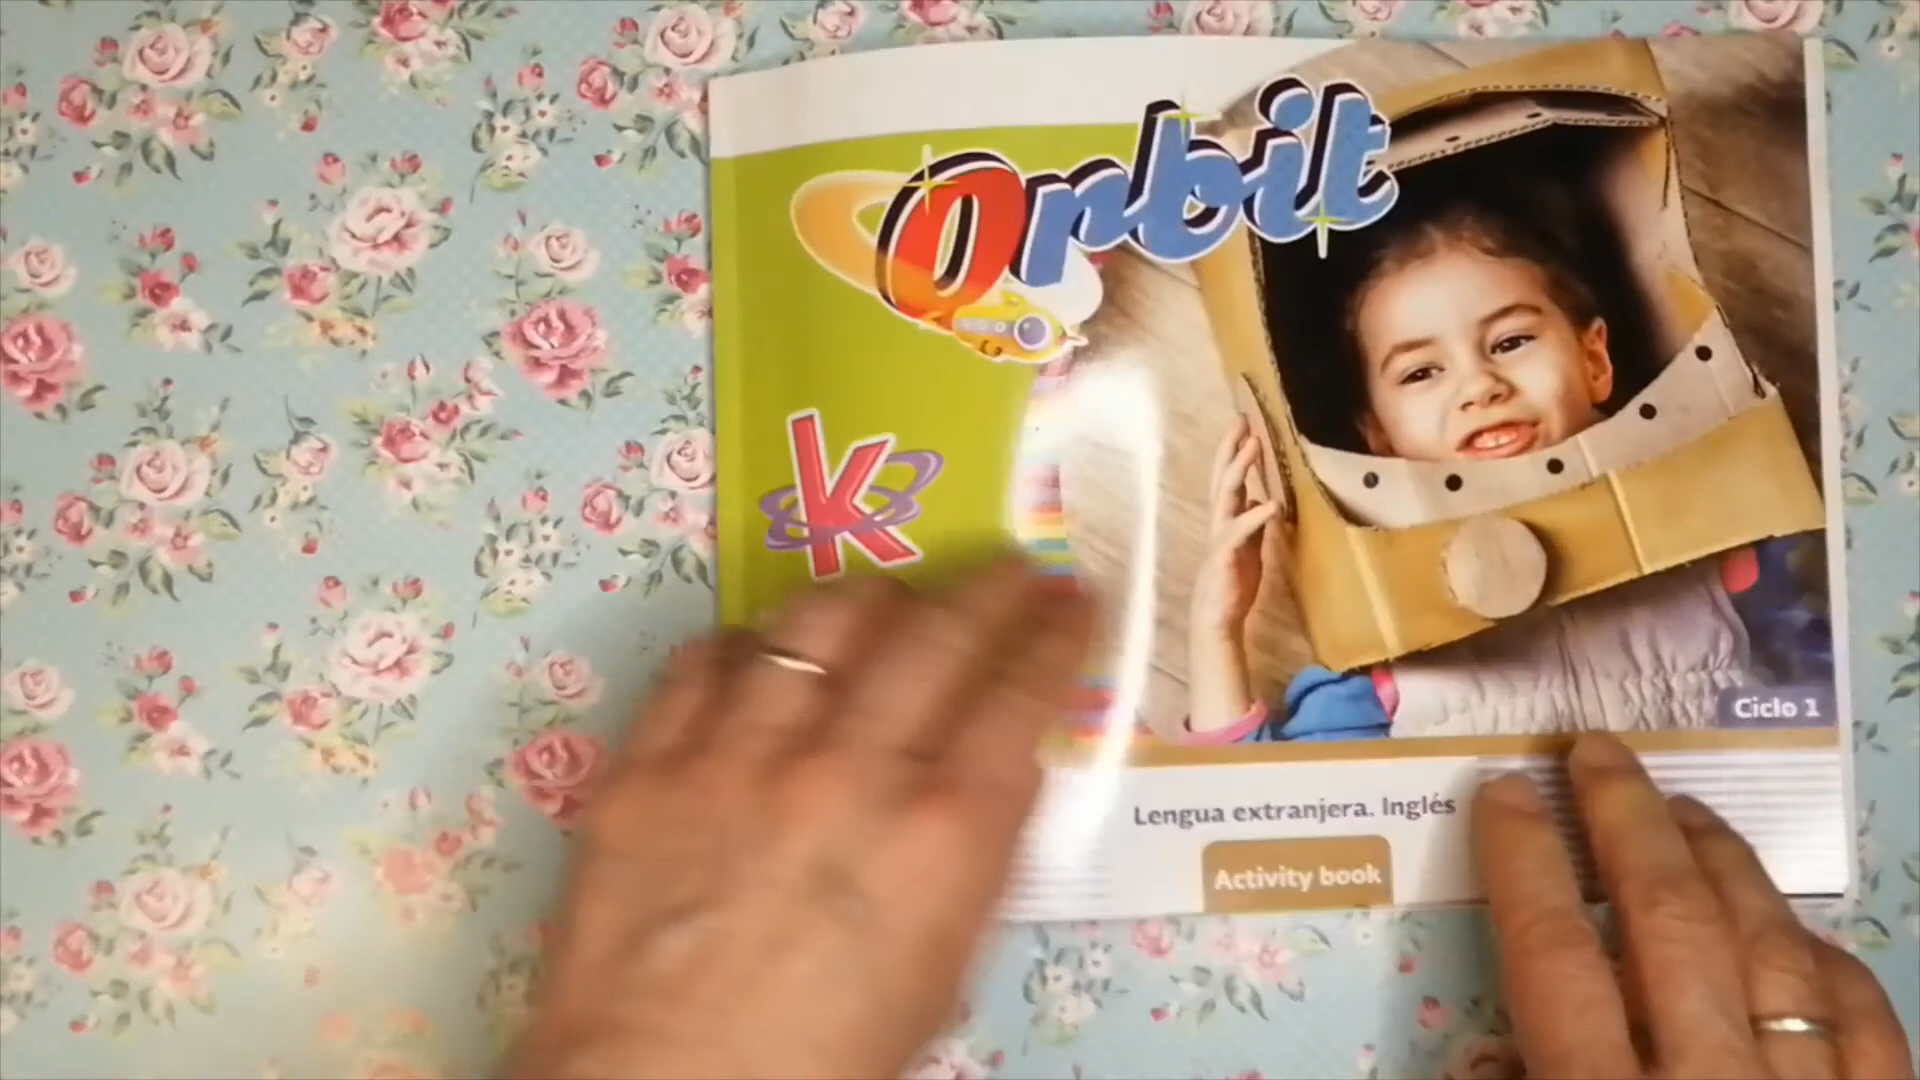 Orbit
K
Ciclo 1
Lengua extranjera. Inglés
Activity book